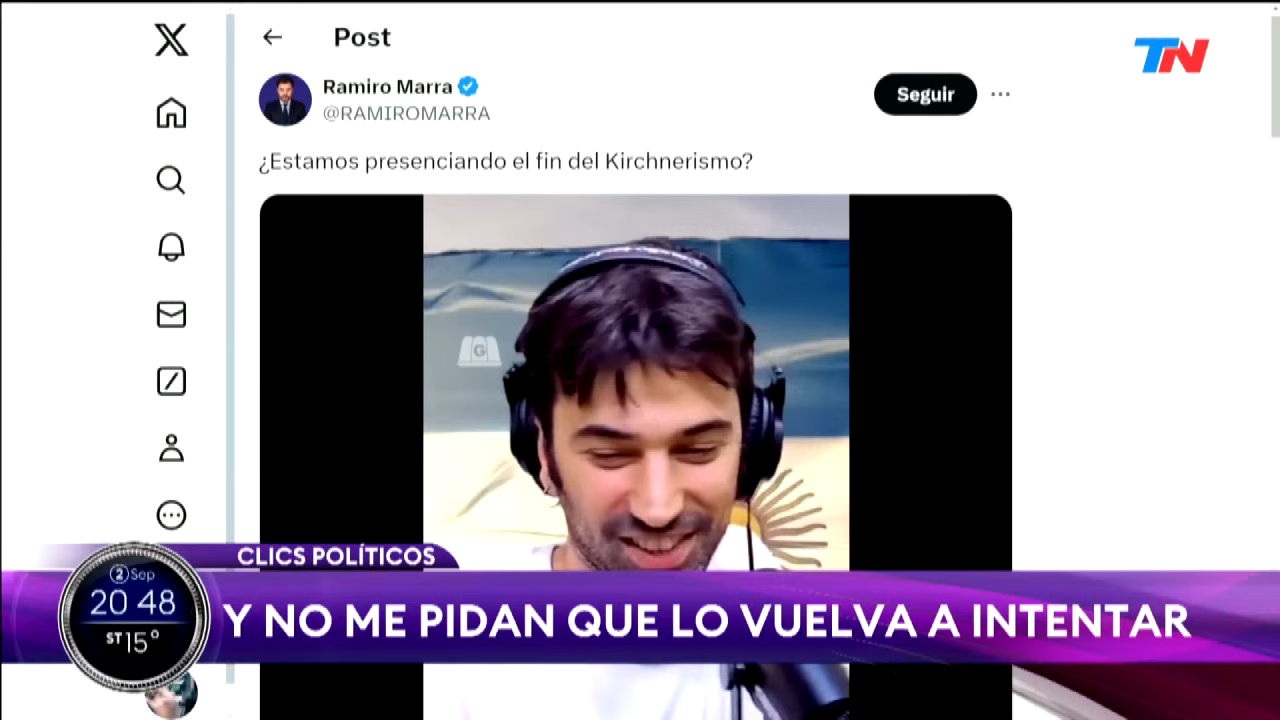 Post
TN
Ramiro Marra
@RAMIROMARRA
Seguir
¿Estamos presenciando el fin del Kirchnerismo?
G
CLICS POLÍTICOS
2 Sep
20 48
ST 15°
Y NO ME PIDAN QUE LO VUELVA A INTENTAR